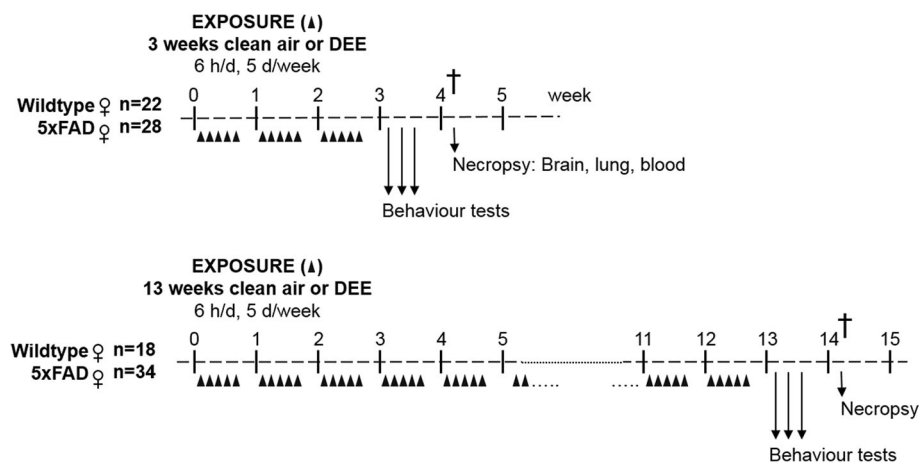 EXPOSURE (▲)
3 weeks clean air or DEE
6 h/d, 5 d/week
0 1 2 3 4 5 week
Wildtype ♀ n=22
5xFAD ♀ n=28
Necropsy: Brain, lung, blood
Behaviour tests
EXPOSURE (▲)
13 weeks clean air or DEE
6 h/d, 5 d/week
0 1 2 3 4 5 11 12 13 14 15
Wildtype ♀ n=18
5xFAD ♀ n=34
Necropsy
Behaviour tests